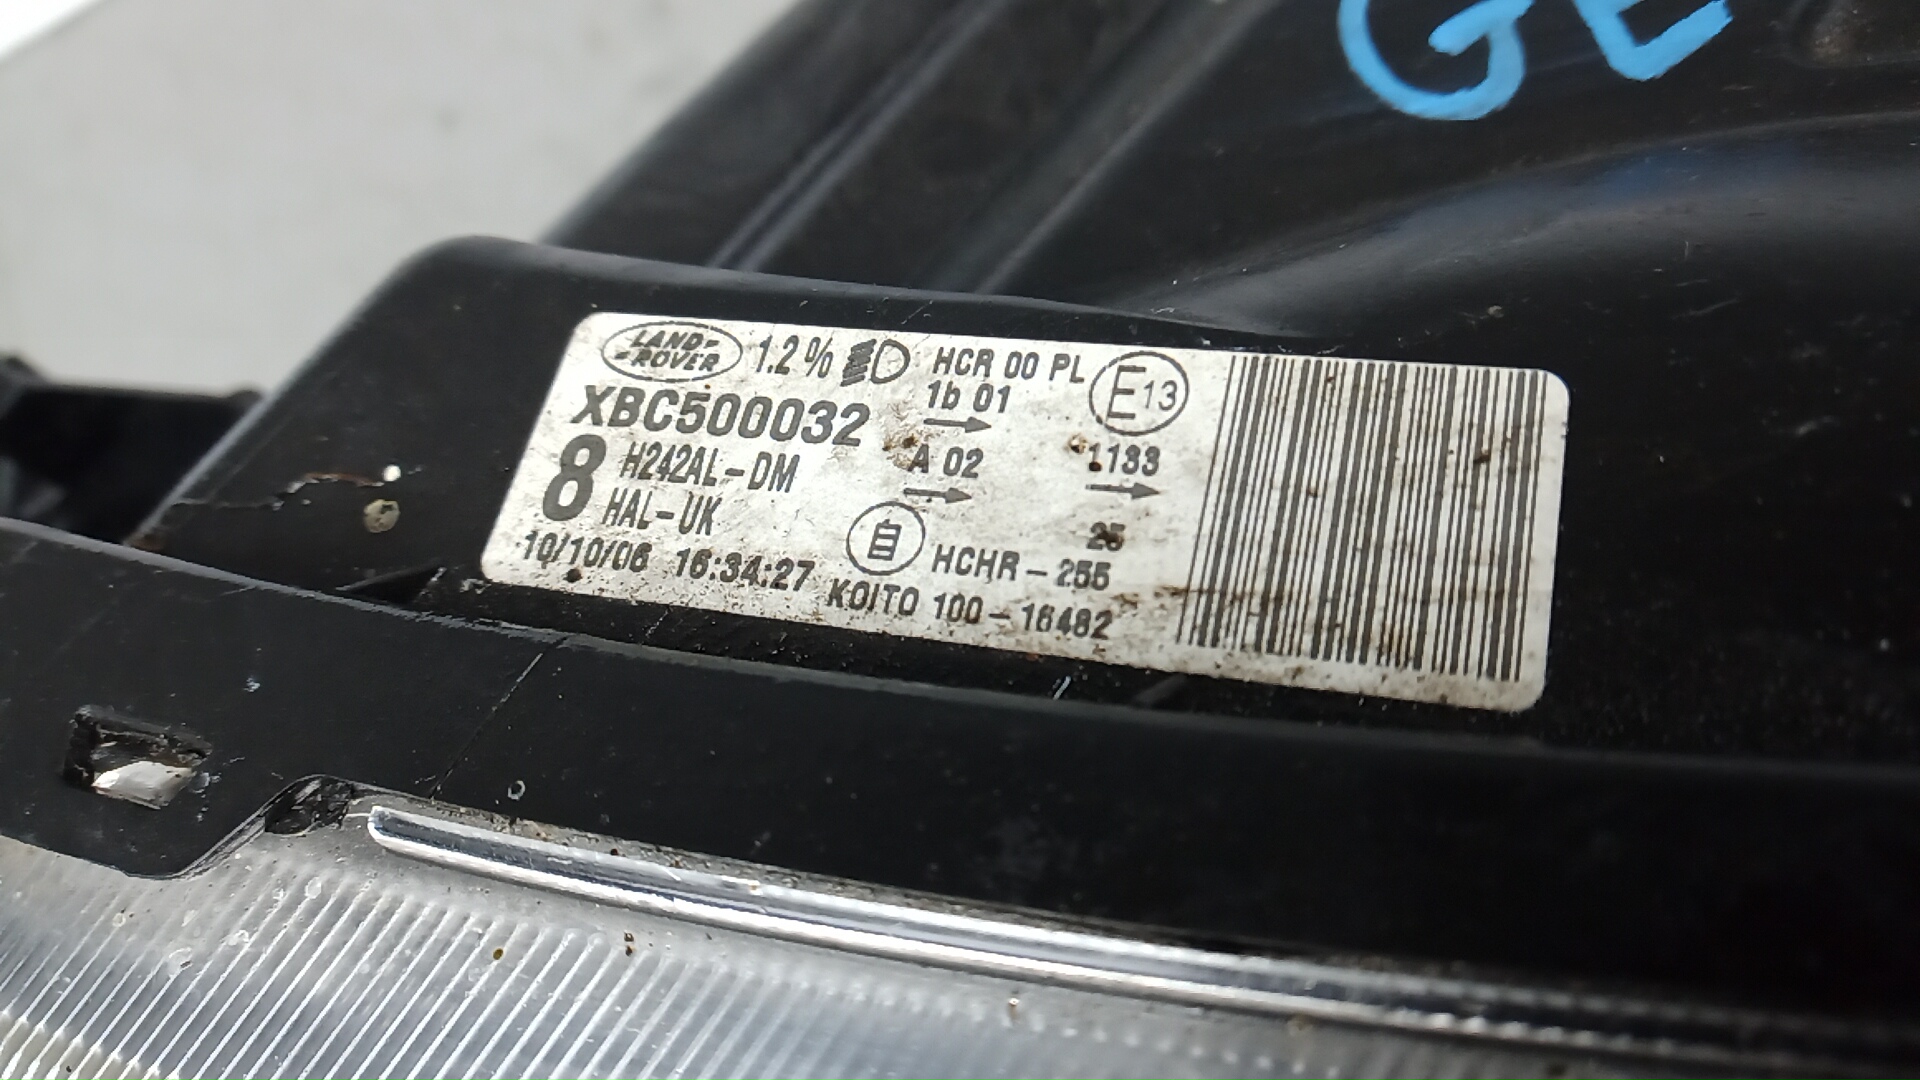 GE
LAND-
-ROVER
1.2%
HCR 00 PL
1b 01
E13
XBC500032
A 02
1133
8
H242AL-DM
HAL-UK
自
25
HCHR-255
10/10/06 16:34:27
KOITO 100-16482